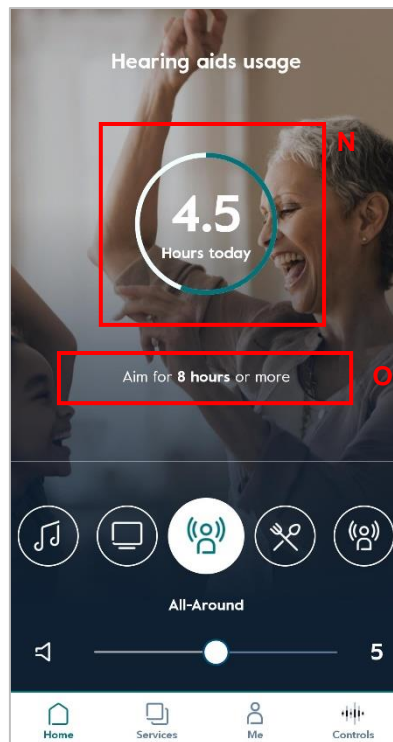 Hearing aids usage
N
4.5
Hours today
Aim for 8 hours or more
O
All-Around
5
Home Services Me Controls